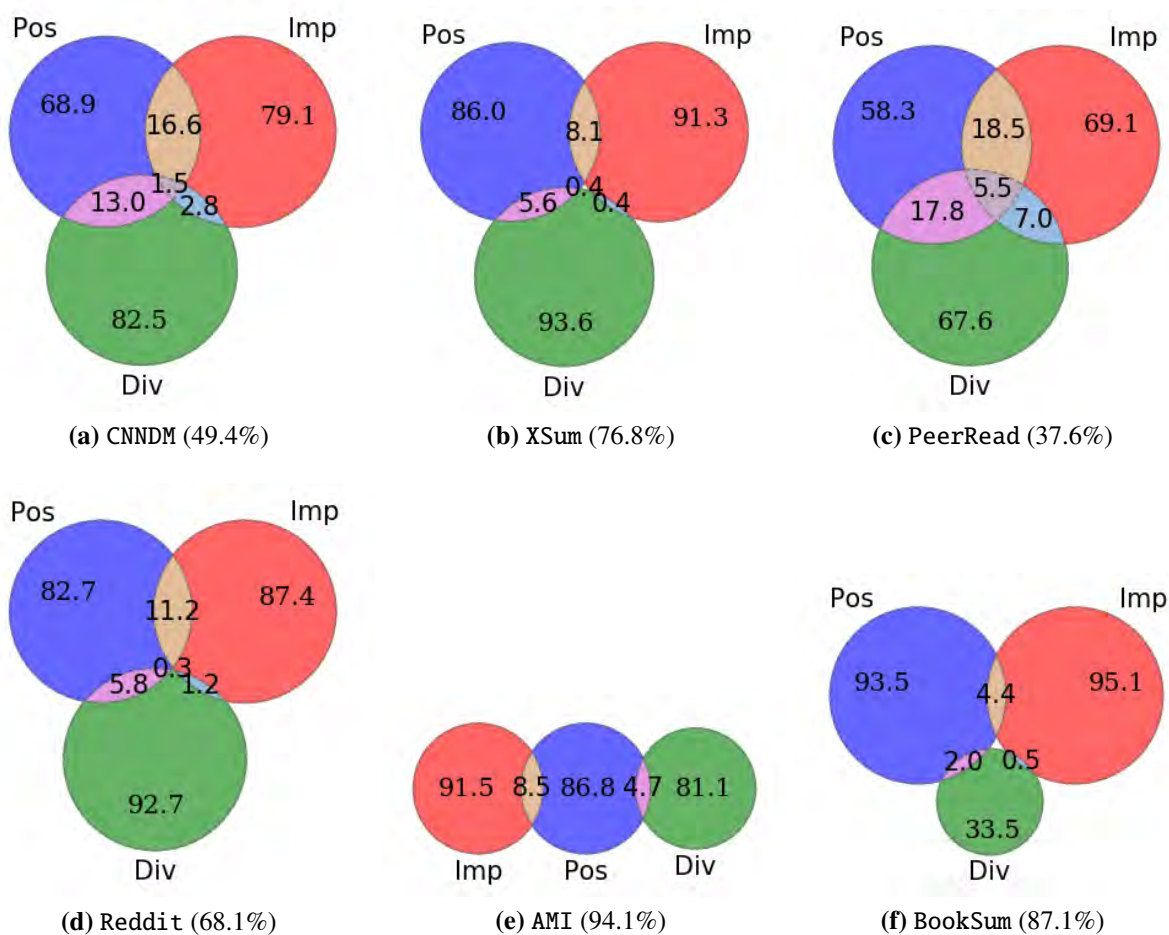 Pos
Imp
68.9
16.6
79.1
1.5
13.0
2.8
82.5
Div
(a) CNNDM (49.4%)
Pos
Imp
86.0
8.1
91.3
0.4
5.6
0.4
93.6
Div
(b) XSum (76.8%)
Pos
Imp
58.3
18.5
69.1
5.5
17.8
7.0
67.6
Div
(c) PeerRead (37.6%)
Pos
Imp
82.7
11.2
87.4
0.3
5.8
1.2
92.7
Div
(d) Reddit (68.1%)
91.5
8.5
86.8
4.7
81.1
Imp
Pos
Div
(e) AMI (94.1%)
Pos
Imp
93.5
4.4
95.1
2.0
0.5
33.5
Div
(f) BookSum (87.1%)